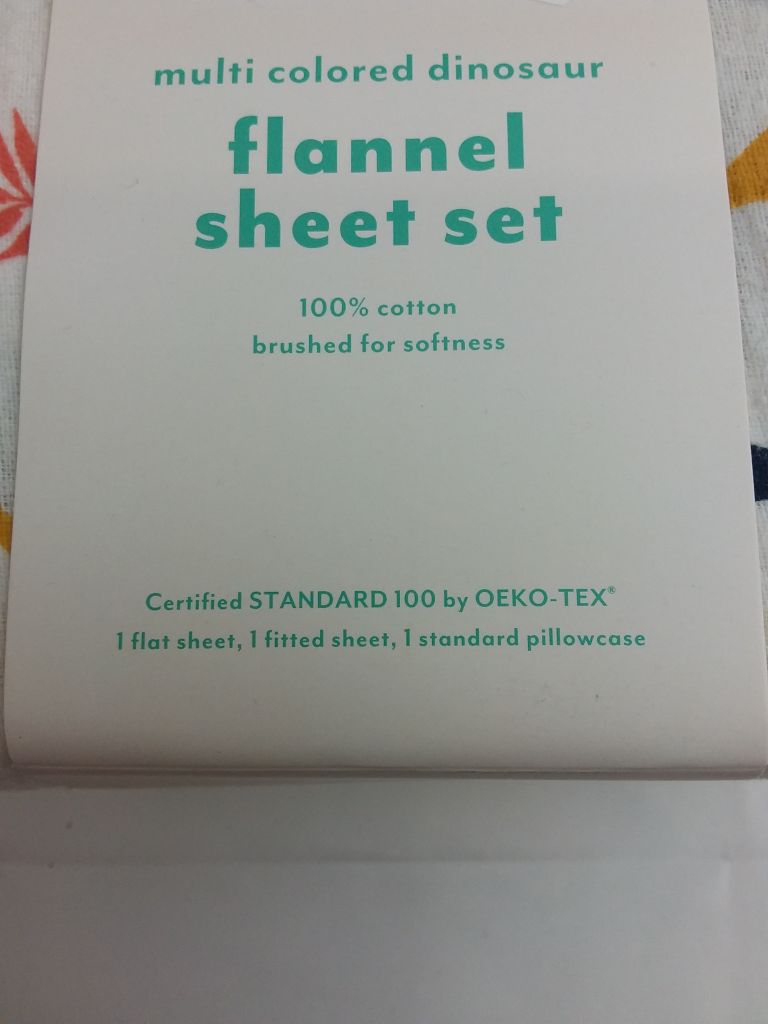 multi colored dinosaur
flannel
sheet set
100% cotton
brushed for softness
Certified STANDARD 100 by OEKO-TEX®
1 flat sheet, 1 fitted sheet, 1 standard pillowcase